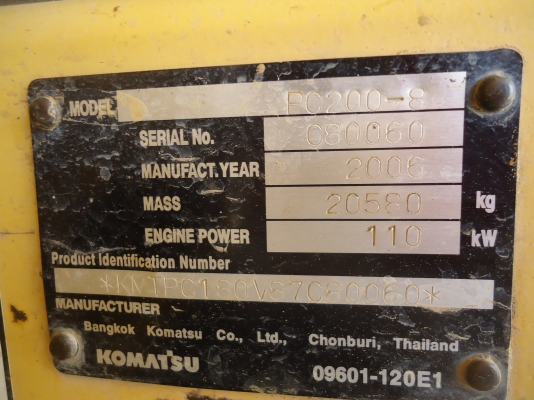 MODEL PC200-8
SERIAL No. C80060
MANUFACT. YEAR 2006
MASS 20580 kg
ENGINE POWER 110 kW
Product Identification Number
MANUFACTURER
Bangkok Komatsu Co., Ltd., Chonburi, Thailand
KOMATSU 09601-120E1